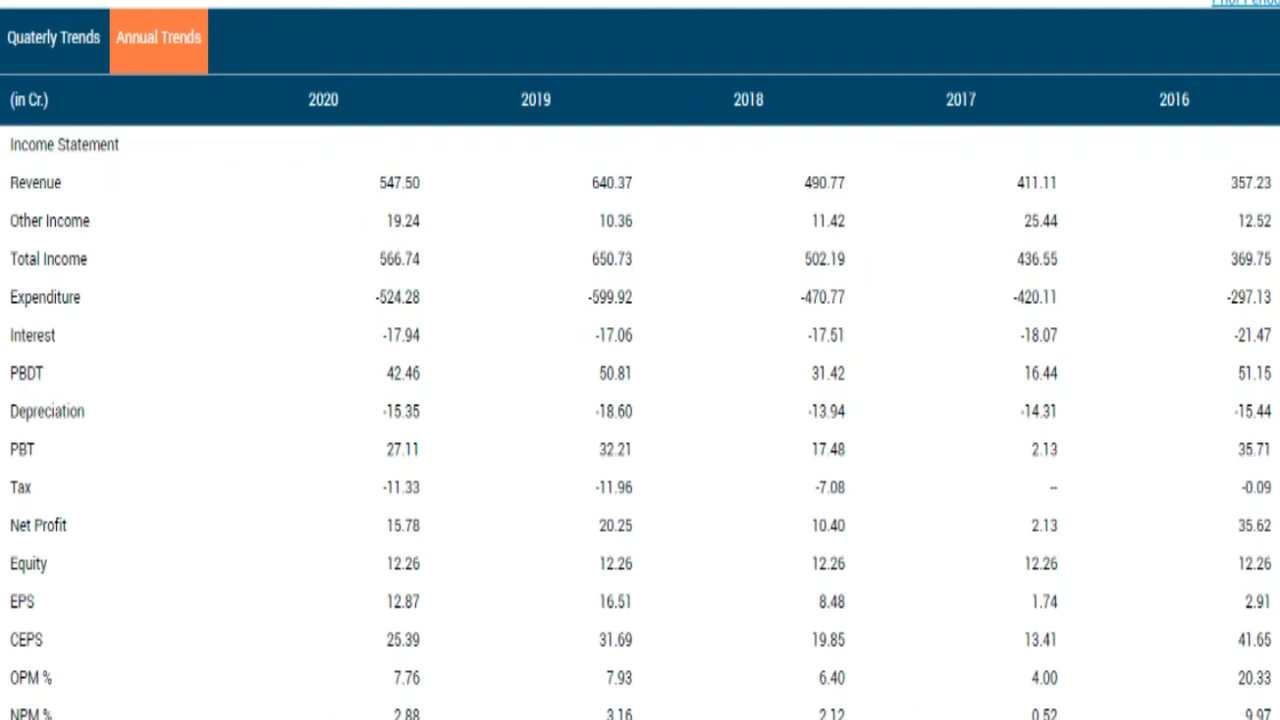 Quaterly Trends Annual Trends
(in Cr.) 2020 2019 2018 2017 2016
Income Statement
Revenue 547.50 640.37 490.77 411.11 357.23
Other Income 19.24 10.36 11.42 25.44 12.52
Total Income 566.74 650.73 502.19 436.55 369.75
Expenditure -524.28 -599.92 -470.77 -420.11 -297.13
Interest -17.94 -17.06 -17.51 -18.07 -21.47
PBDT 42.46 50.81 31.42 16.44 51.15
Depreciation -15.35 -18.60 -13.94 -14.31 -15.44
PBT 27.11 32.21 17.48 2.13 35.71
Tax -11.33 -11.96 -7.08 -- -0.09
Net Profit 15.78 20.25 10.40 2.13 35.62
Equity 12.26 12.26 12.26 12.26 12.26
EPS 12.87 16.51 8.48 1.74 2.91
CEPS 25.39 31.69 19.85 13.41 41.65
OPM % 7.76 7.93 6.40 4.00 20.33
NPM % 2.88 3.16 2.12 0.52 9.97